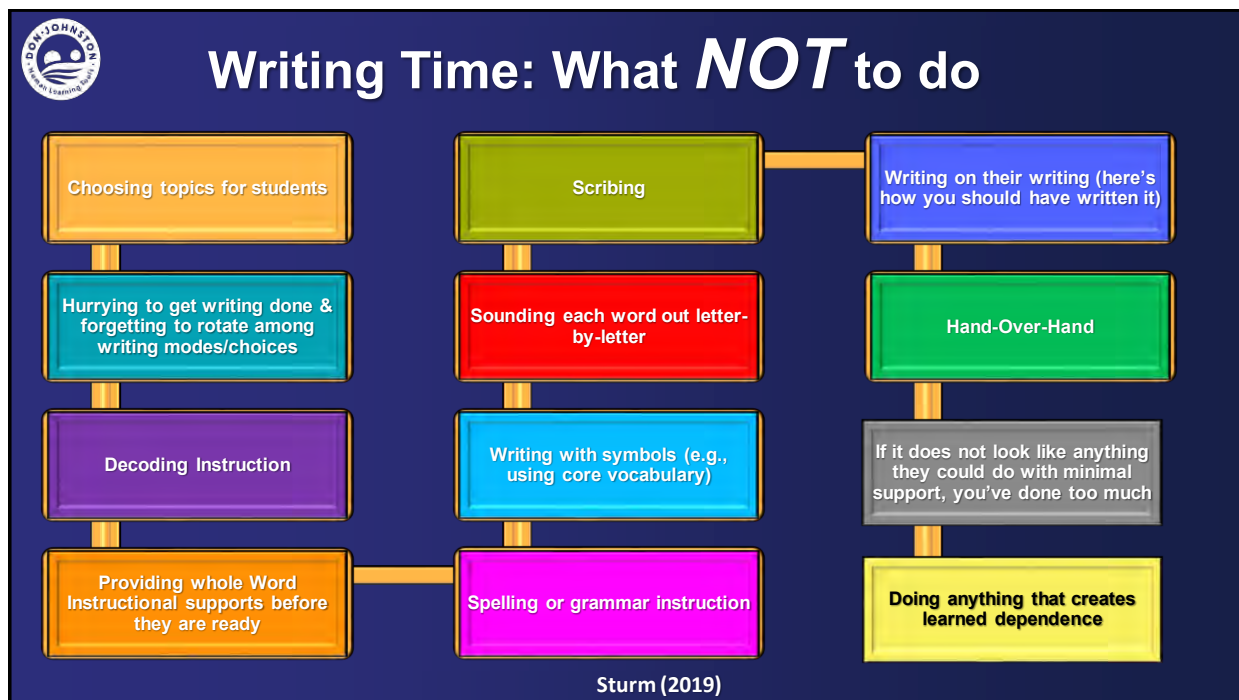 DON·JOHNSTON
Human Learning Tools
Writing Time: What NOT to do
Choosing topics for students
Hurrying to get writing done &
forgetting to rotate among
writing modes/choices
Decoding Instruction
Providing whole Word
Instructional supports before
they are ready
Spelling or grammar instruction
Writing with symbols (e.g.,
using core vocabulary)
Sounding each word out letter-
by-letter
Scribing
Writing on their writing (here's
how you should have written it)
Hand-Over-Hand
If it does not look like anything
they could do with minimal
support, you've done too much
Doing anything that creates
learned dependence
Sturm (2019)